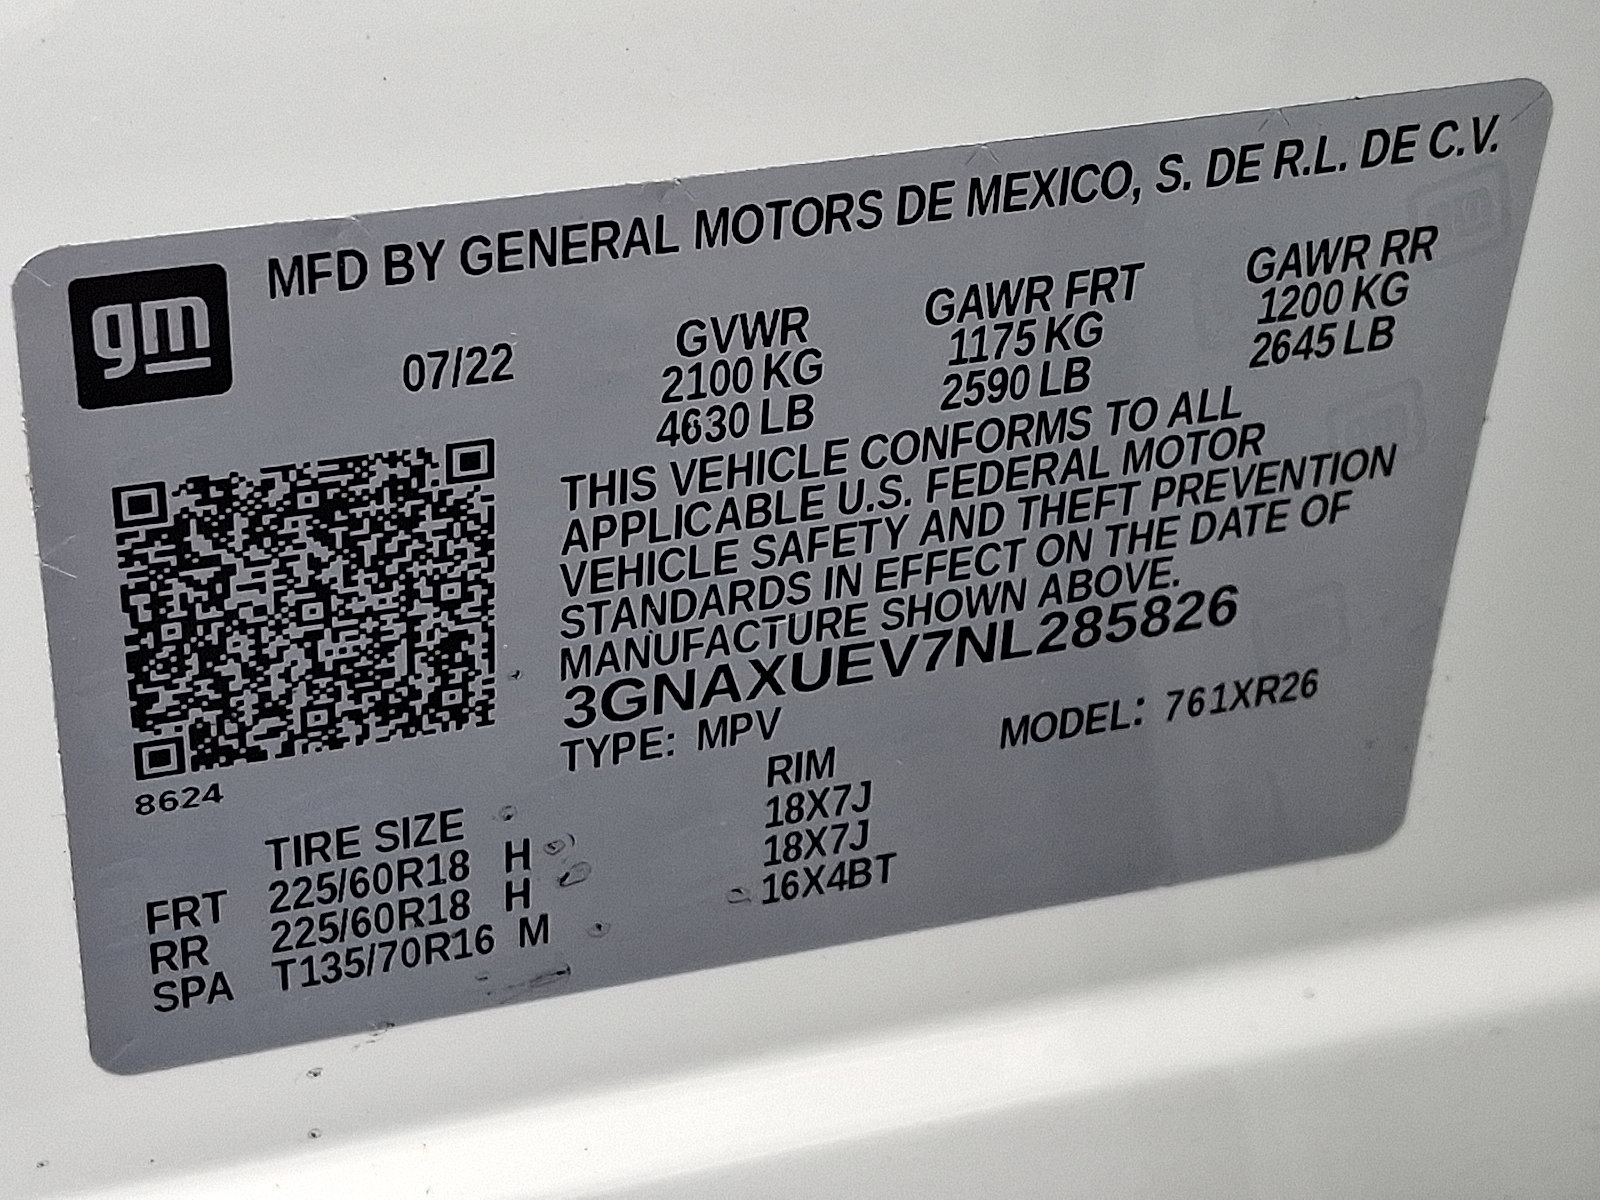 gm
MFD BY GENERAL MOTORS DE MEXICO, S. DE R.L. DE C.V.
07/22 GVWR GAWR FRT GAWR RR
2100 KG 1175 KG 1200 KG
4630 LB 2590 LB 2645 LB
THIS VEHICLE CONFORMS TO ALL
APPLICABLE U.S. FEDERAL MOTOR
VEHICLE SAFETY AND THEFT PREVENTION
STANDARDS IN EFFECT ON THE DATE OF
MANUFACTURE SHOWN ABOVE.
3GNAXUEV7NL285826
TYPE: MPV MODEL: 761XR26
8624
TIRE SIZE RIM
FRT 225/60R18 H 18X7J
RR 225/60R18 H 18X7J
SPA T135/70R16 M 16X4BT